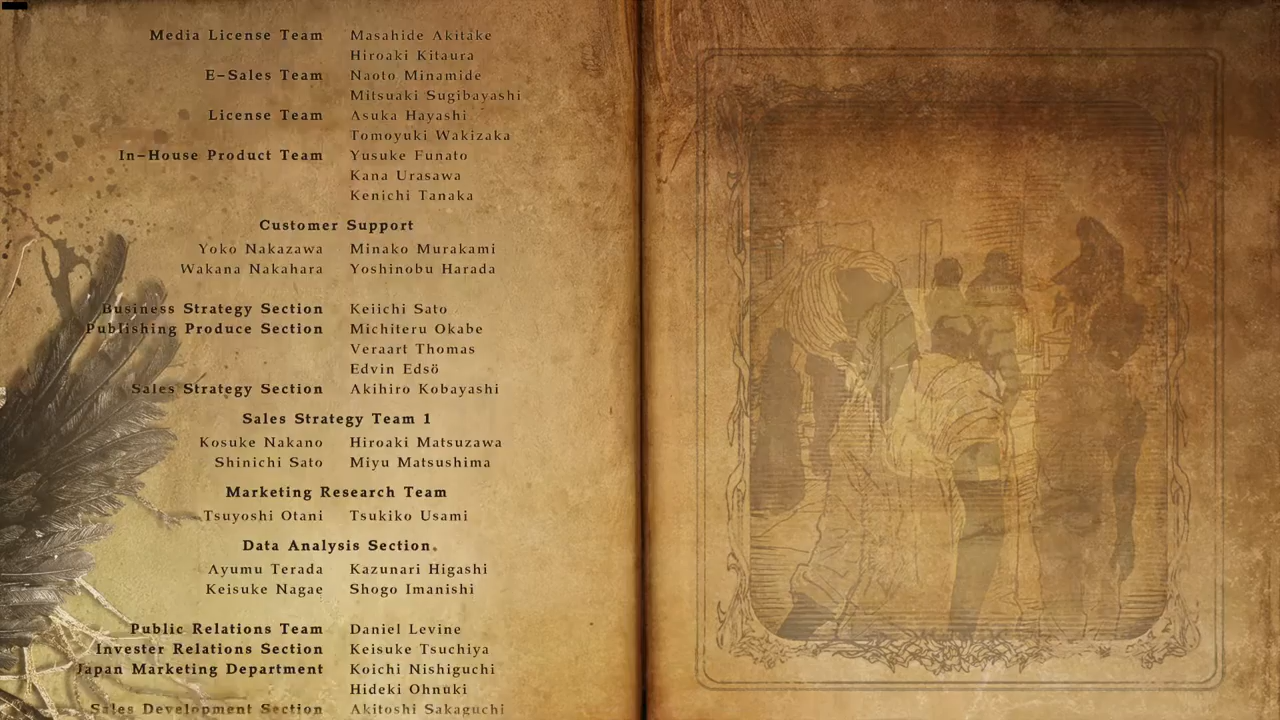 Media License Team Masahide Akitake
Hiroaki Kitaura
E-Sales Team Naoto Minamide
Mitsuaki Sugibayashi
License Team Asuka Hayashi
Tomoyuki Wakizaka
In-House Product Team Yusuke Funato
Kana Urasawa
Kenichi Tanaka
Customer Support
Yoko Nakazawa Minako Murakami
Wakana Nakahara Yoshinobu Harada
Business Strategy Section Keiichi Sato
Publishing Produce Section Michiteru Okabe
Veraart Thomas
Edvin Edsö
Sales Strategy Section Akihiro Kobayashi
Sales Strategy Team 1
Kosuke Nakano Hiroaki Matsuzawa
Shinichi Sato Miyu Matsushima
Marketing Research Team
Tsuyoshi Otani Tsukiko Usami
Data Analysis Section
Ayumu Terada Kazunari Higashi
Keisuke Nagae Shogo Imanishi
Public Relations Team Daniel Levine
Invester Relations Section Keisuke Tsuchiya
Japan Marketing Department Koichi Nishiguchi
Hideki Ohnuki
Sales Development Section Akitoshi Sakaguchi